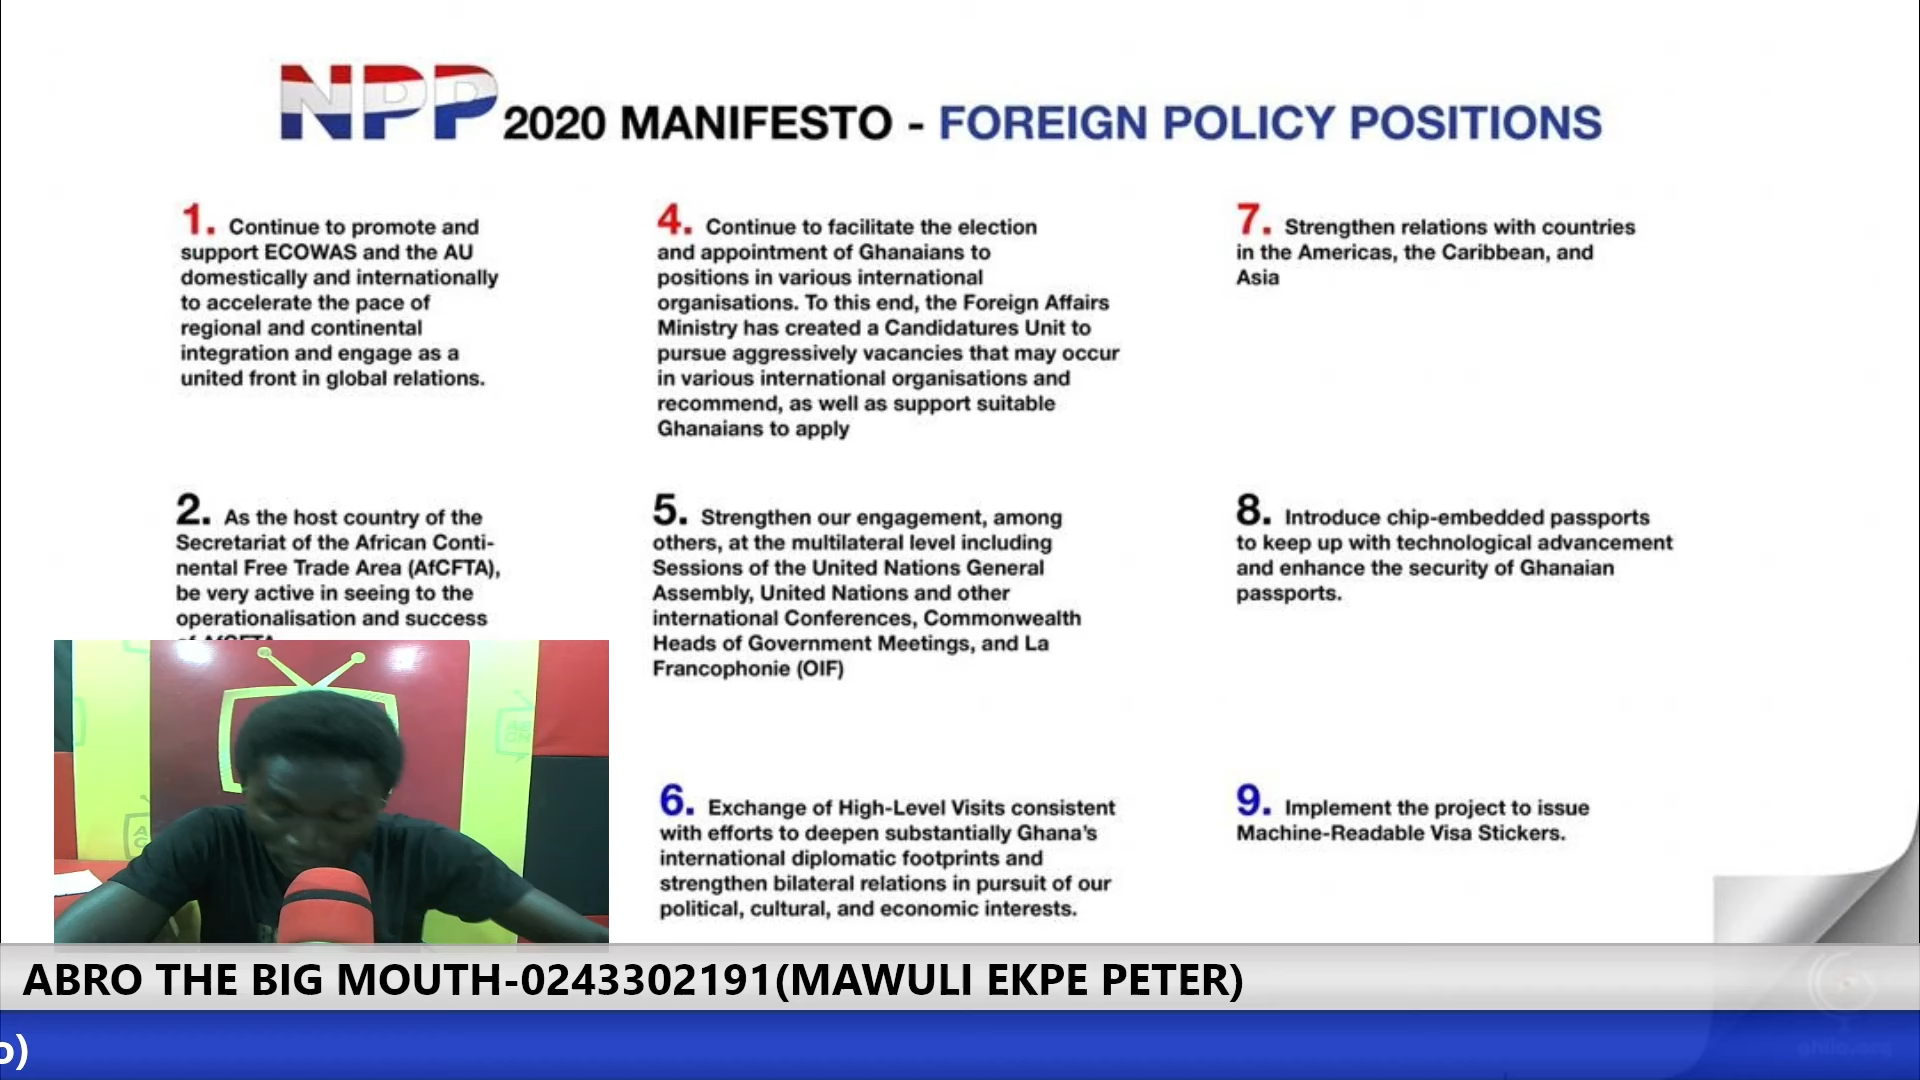 NPP 2020 MANIFESTO - FOREIGN POLICY POSITIONS
1. Continue to promote and
support ECOWAS and the AU
domestically and internationally
to accelerate the pace of
regional and continental
integration and engage as a
united front in global relations.
2. As the host country of the
Secretariat of the African Conti-
nental Free Trade Area (AfCFTA),
be very active in seeing to the
operationalisation and success
of AfCFTA
4. Continue to facilitate the election
and appointment of Ghanaians to
positions in various international
organisations. To this end, the Foreign Affairs
Ministry has created a Candidatures Unit to
pursue aggressively vacancies that may occur
in various international organisations and
recommend, as well as support suitable
Ghanaians to apply
5. Strengthen our engagement, among
others, at the multilateral level including
Sessions of the United Nations General
Assembly, United Nations and other
international Conferences, Commonwealth
Heads of Government Meetings, and La
Francophonie (OIF)
6. Exchange of High-Level Visits consistent
with efforts to deepen substantially Ghana's
international diplomatic footprints and
strengthen bilateral relations in pursuit of our
political, cultural, and economic interests.
7. Strengthen relations with countries
in the Americas, the Caribbean, and
Asia
8. Introduce chip-embedded passports
to keep up with technological advancement
and enhance the security of Ghanaian
passports.
9. Implement the project to issue
Machine-Readable Visa Stickers.
ABRO THE BIG MOUTH-0243302191(MAWULI EKPE PETER)
o)